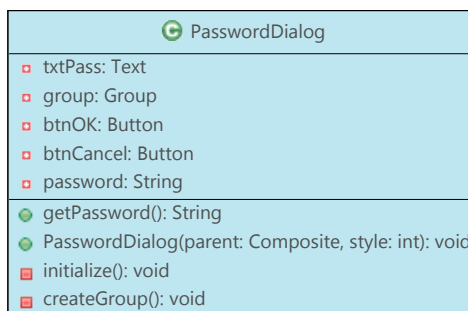 C PasswordDialog
txtPass: Text
group: Group
btnOK: Button
btnCancel: Button
password: String
getPassword(): String
PasswordDialog(parent: Composite, style: int): void
initialize(): void
createGroup(): void